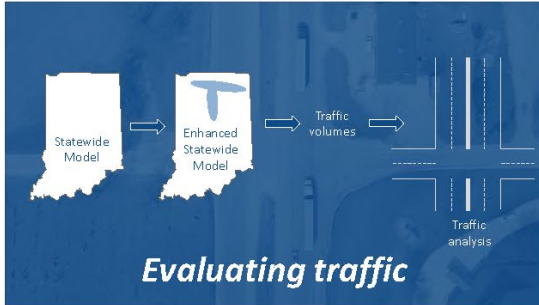 Statewide
Model
Enhanced
Statewide
Model
Traffic
volumes
Traffic
analysis
Evaluating traffic